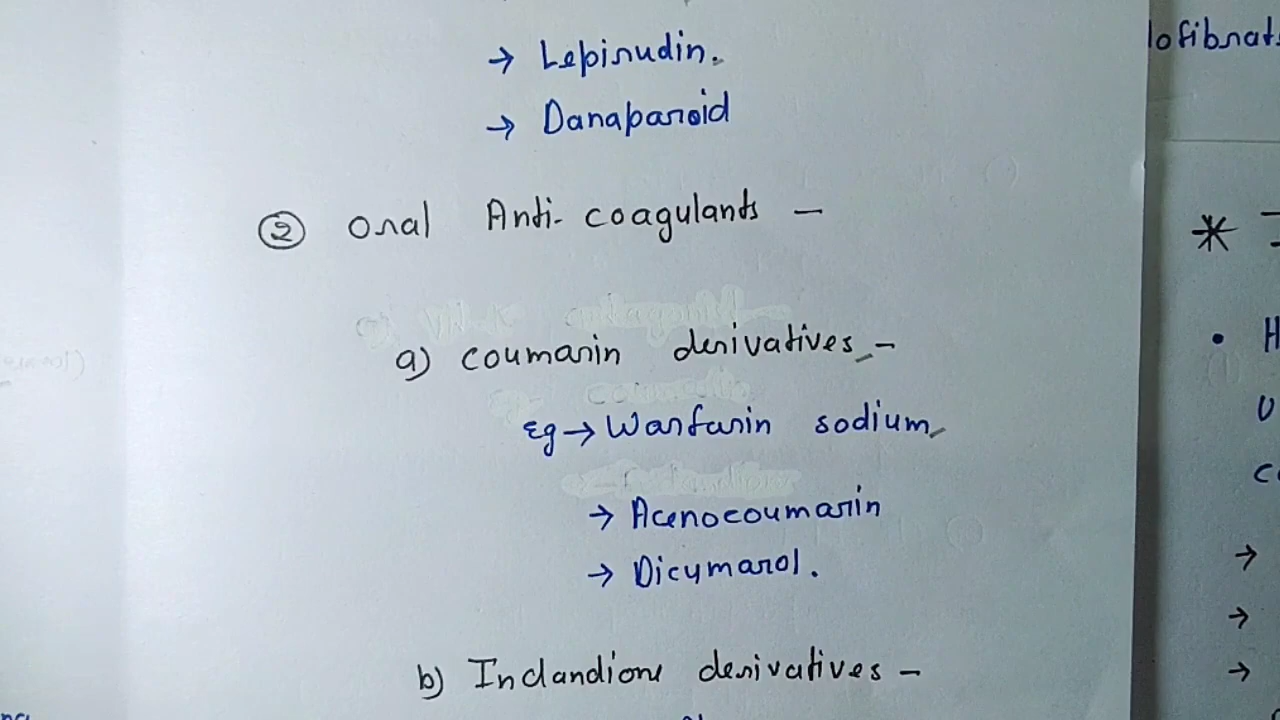 → Lepirudin.
→ Danaparoid
② Oral Anti-coagulants –
a) Coumarin derivatives –
Eg → Warfarin sodium
→ Acenocoumarin
→ Dicymarol.
b) Indandione derivatives –
lofibrat
*
• H
U
→
→
→